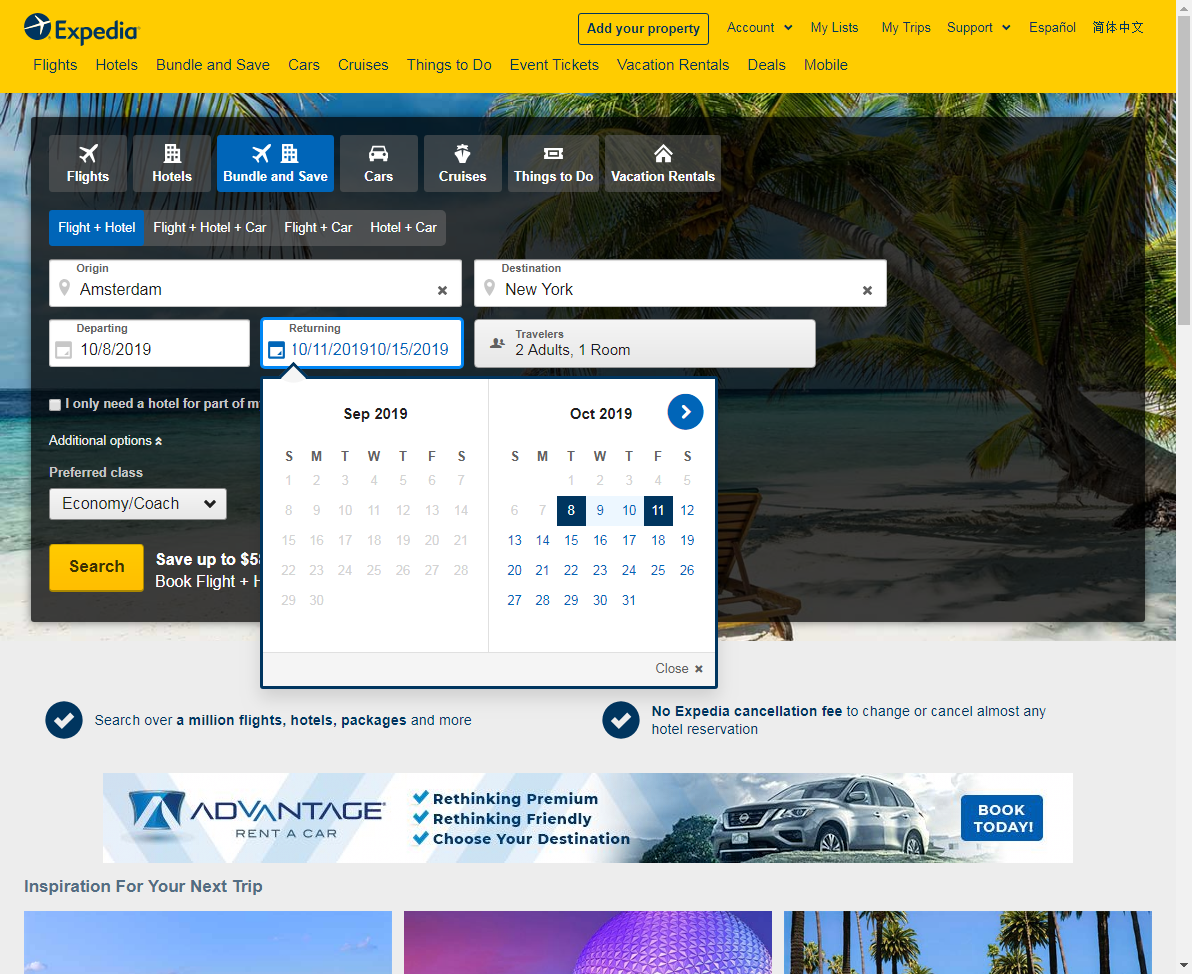 Expedia
Add your property
Account
My Lists
My Trips
Support
Español
简体中文
Flights Hotels Bundle and Save Cars Cruises Things to Do Event Tickets Vacation Rentals Deals Mobile
Flights
Hotels
Bundle and Save
Cars
Cruises
Things to Do
Vacation Rentals
Flight + Hotel
Flight + Hotel + Car
Flight + Car
Hotel + Car
Origin
Amsterdam
Destination
New York
Departing
10/8/2019
Returning
10/11/201910/15/2019
Travelers
2 Adults, 1 Room
I only need a hotel for part of m
Additional options
Preferred class
Economy/Coach
Search
Save up to $5
Book Flight + H
Sep 2019
S M T W T F S
1 2 3 4 5 6 7
8 9 10 11 12 13 14
15 16 17 18 19 20 21
22 23 24 25 26 27 28
29 30
Oct 2019
S M T W T F S
1 2 3 4 5
6 7 8 9 10 11 12
13 14 15 16 17 18 19
20 21 22 23 24 25 26
27 28 29 30 31
Close
Search over a million flights, hotels, packages and more
No Expedia cancellation fee to change or cancel almost any
hotel reservation
ADVANTAGE
RENT A CAR
Rethinking Premium
Rethinking Friendly
Choose Your Destination
BOOK
TODAY!
Inspiration For Your Next Trip